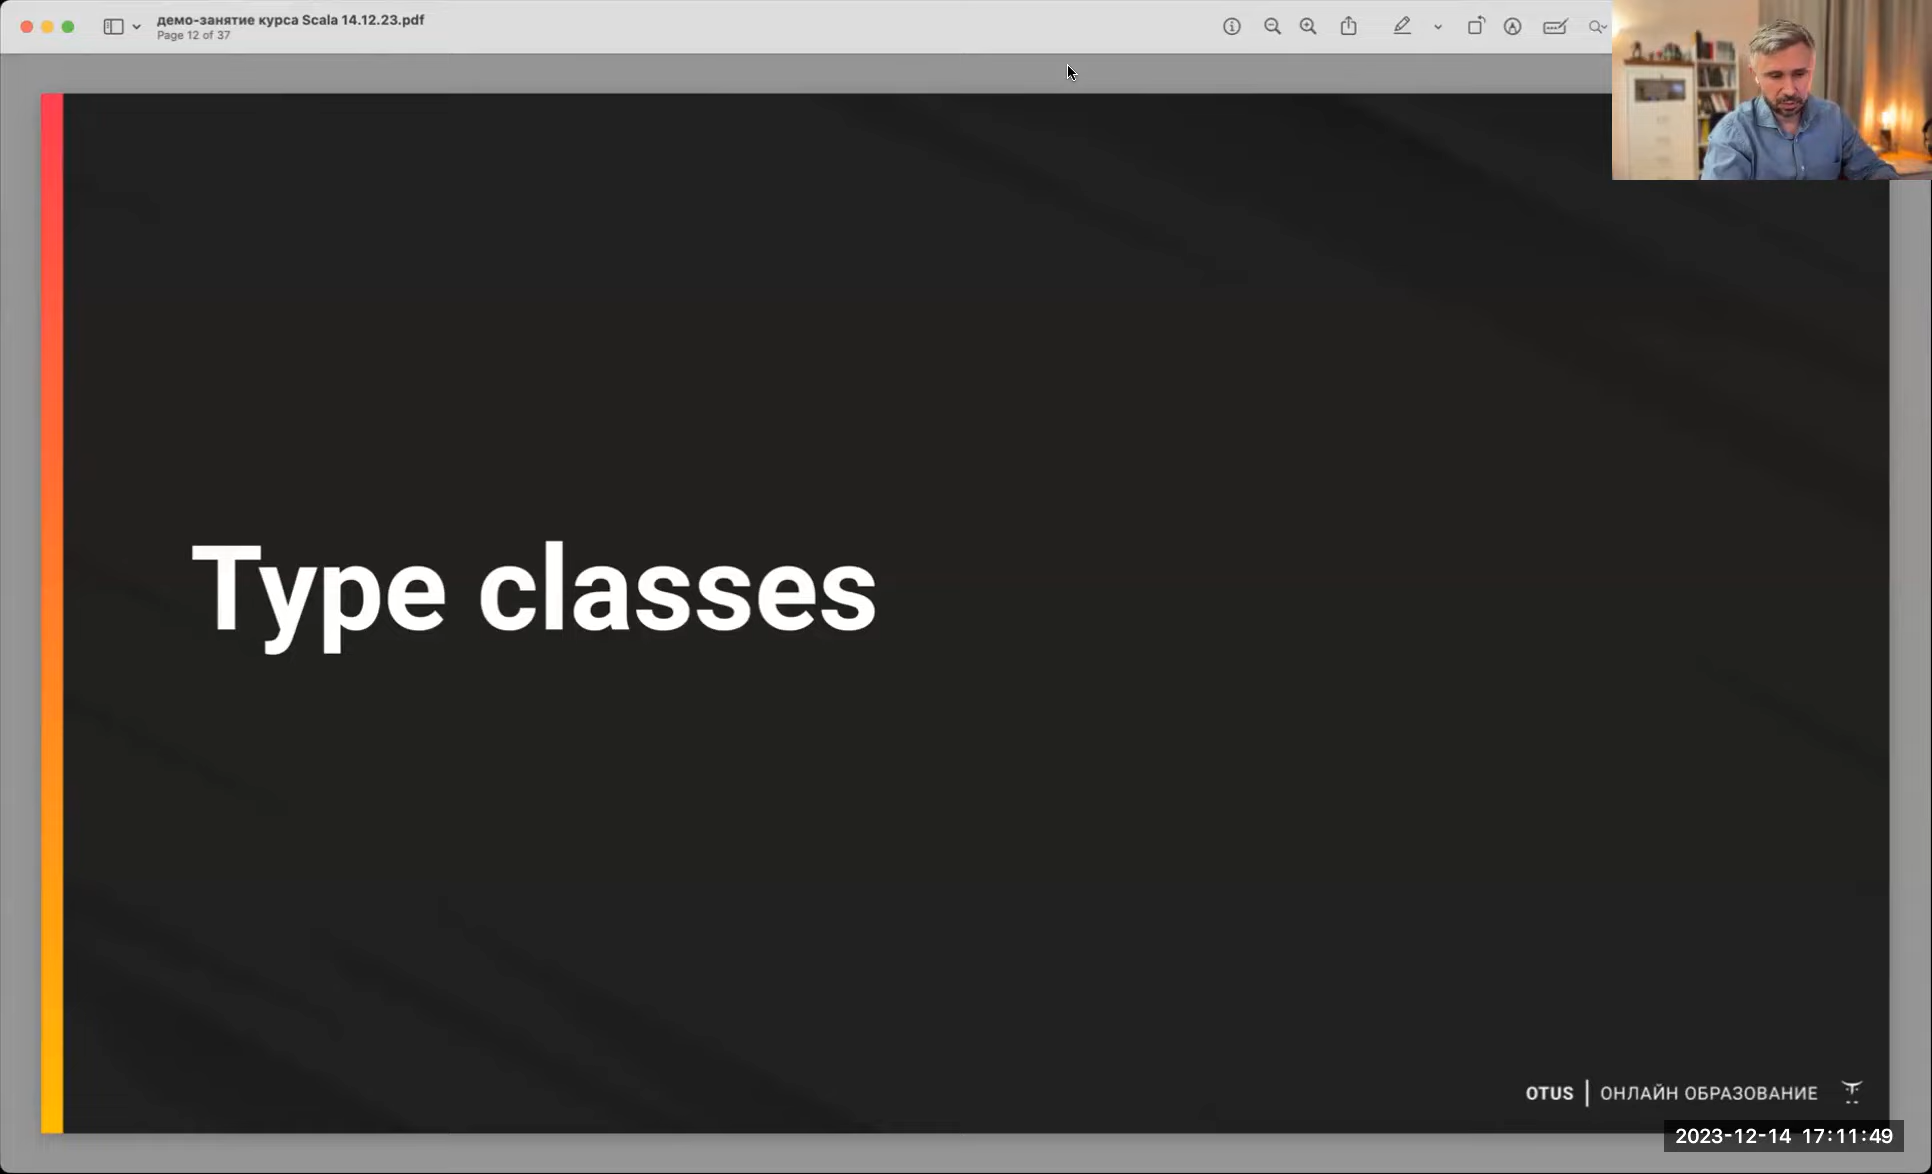 демо-занятие курса Scala 14.12.23.pdf
Page 12 of 37
Type classes
OTUS | ОНЛАЙН ОБРАЗОВАНИЕ
2023-12-14 17:11:49